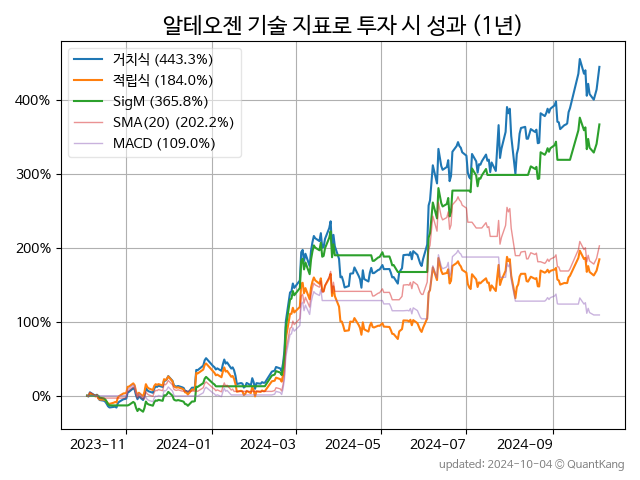 알테오젠 기술 지표로 투자 시 성과 (1년)
거치식 (443.3%)
적립식 (184.0%)
SigM (365.8%)
SMA(20) (202.2%)
MACD (109.0%)
400%
300%
200%
100%
0%
2023-11 2024-01 2024-03 2024-05 2024-07 2024-09
updated: 2024-10-04 ⓒ QuantKang